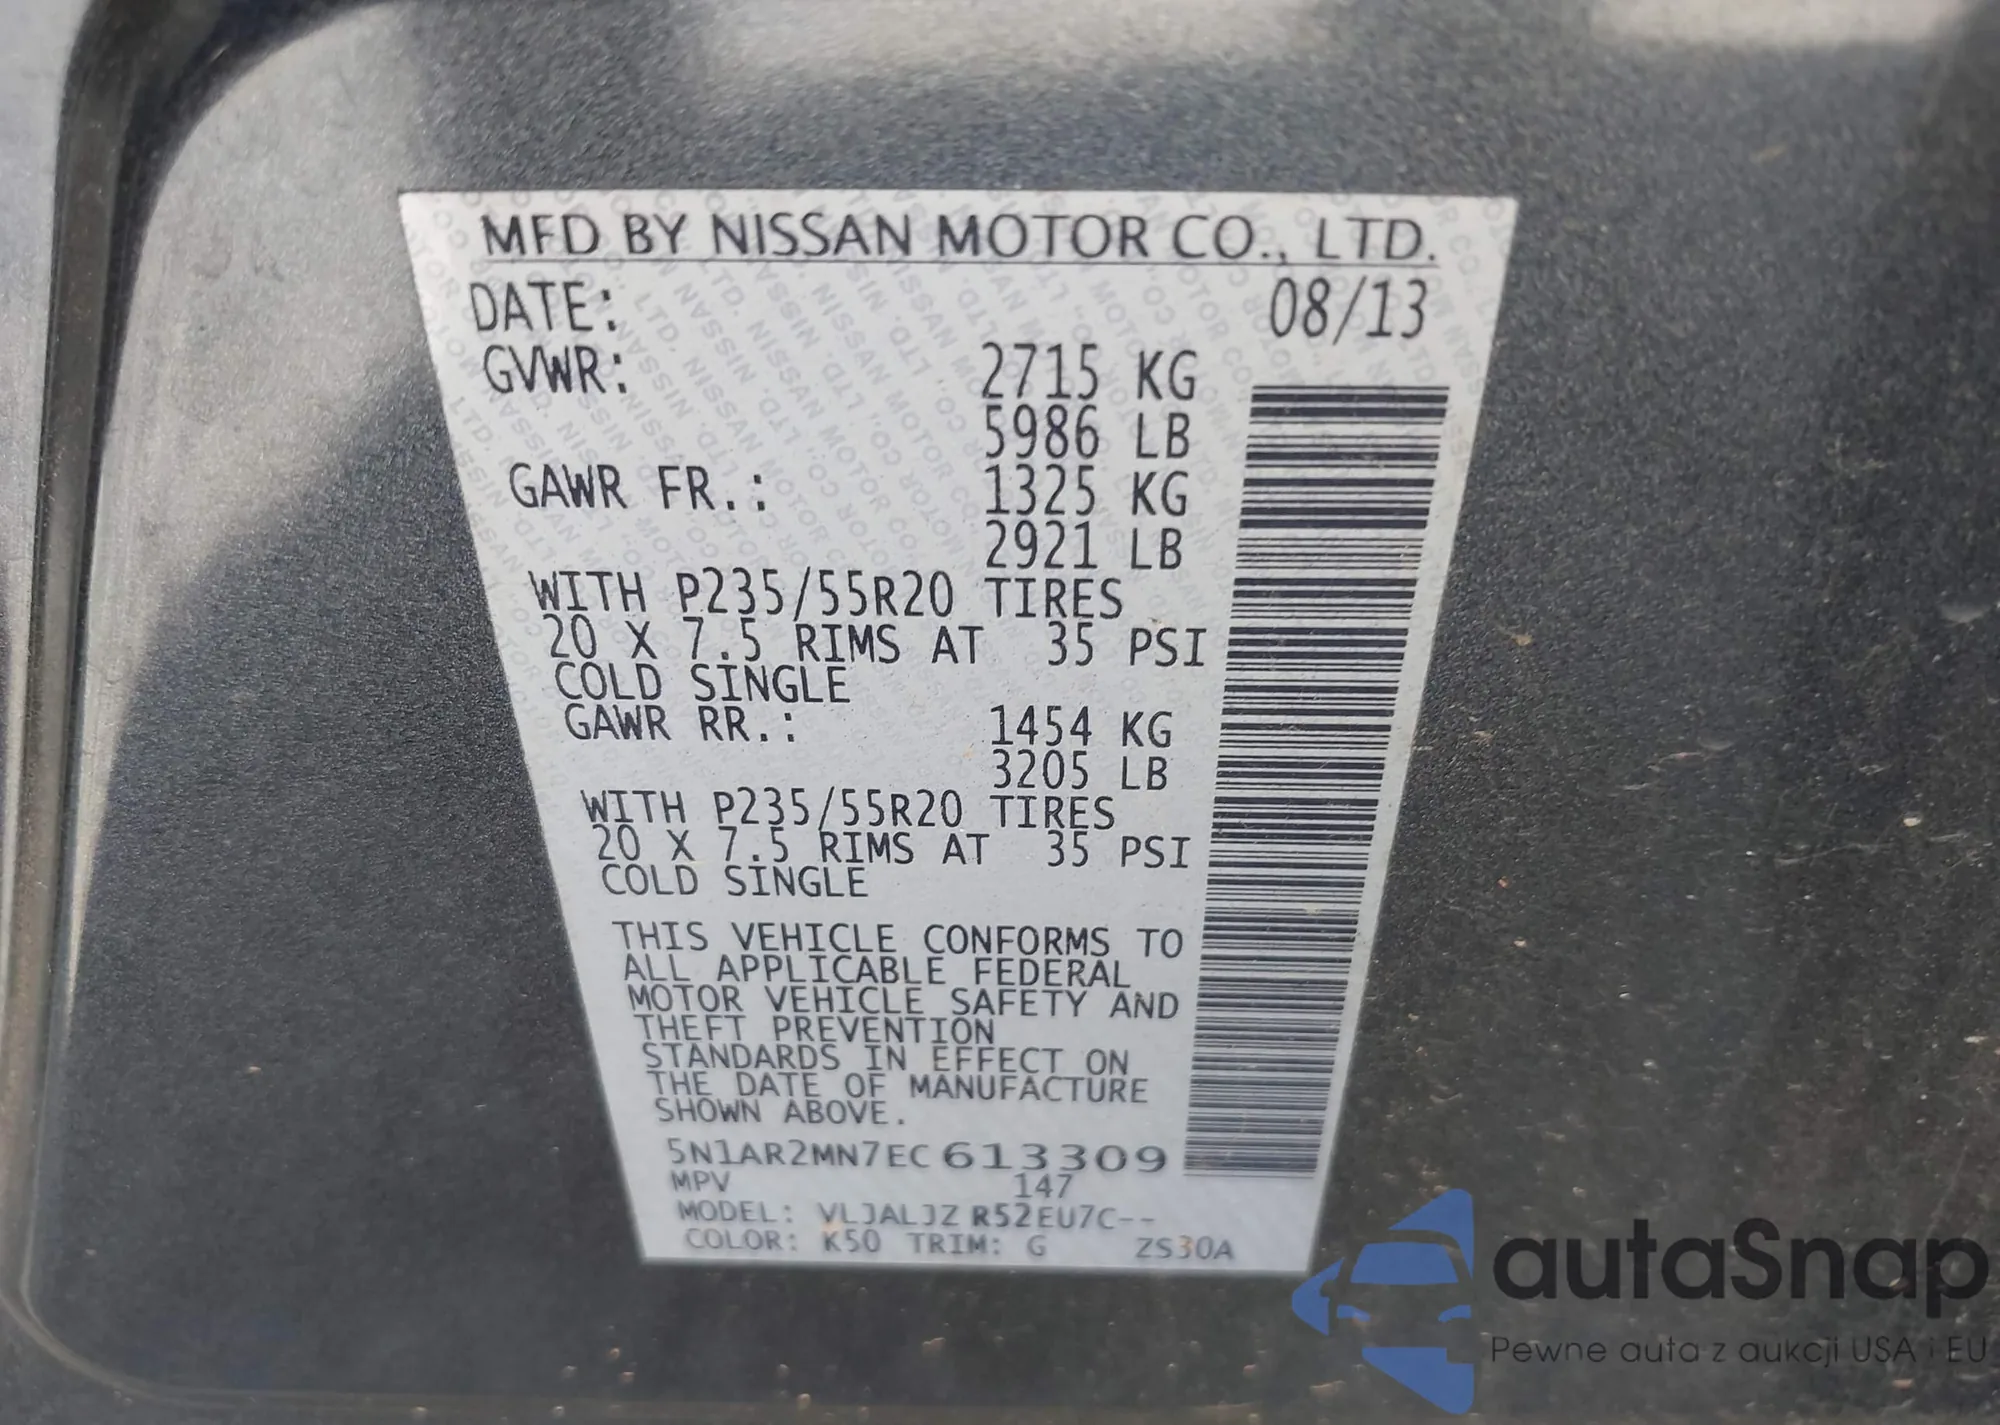 MFD BY NISSAN MOTOR CO., LTD.
DATE: 08/13
GVWR: 2715 KG
5986 LB
GAWR FR.: 1325 KG
2921 LB
WITH P235/55R20 TIRES
20 X 7.5 RIMS AT 35 PSI
COLD SINGLE
GAWR RR.: 1454 KG
3205 LB
WITH P235/55R20 TIRES
20 X 7.5 RIMS AT 35 PSI
COLD SINGLE
THIS VEHICLE CONFORMS TO
ALL APPLICABLE FEDERAL
MOTOR VEHICLE SAFETY AND
THEFT PREVENTION
STANDARDS IN EFFECT ON
THE DATE OF MANUFACTURE
SHOWN ABOVE.
5N1AR2MN7EC613309
MPV 147
MODEL: VLJALJZ R52EU7C--
COLOR: K50 TRIM: G ZS30A
autaSnap
Pewne auta z aukcji USA i EU